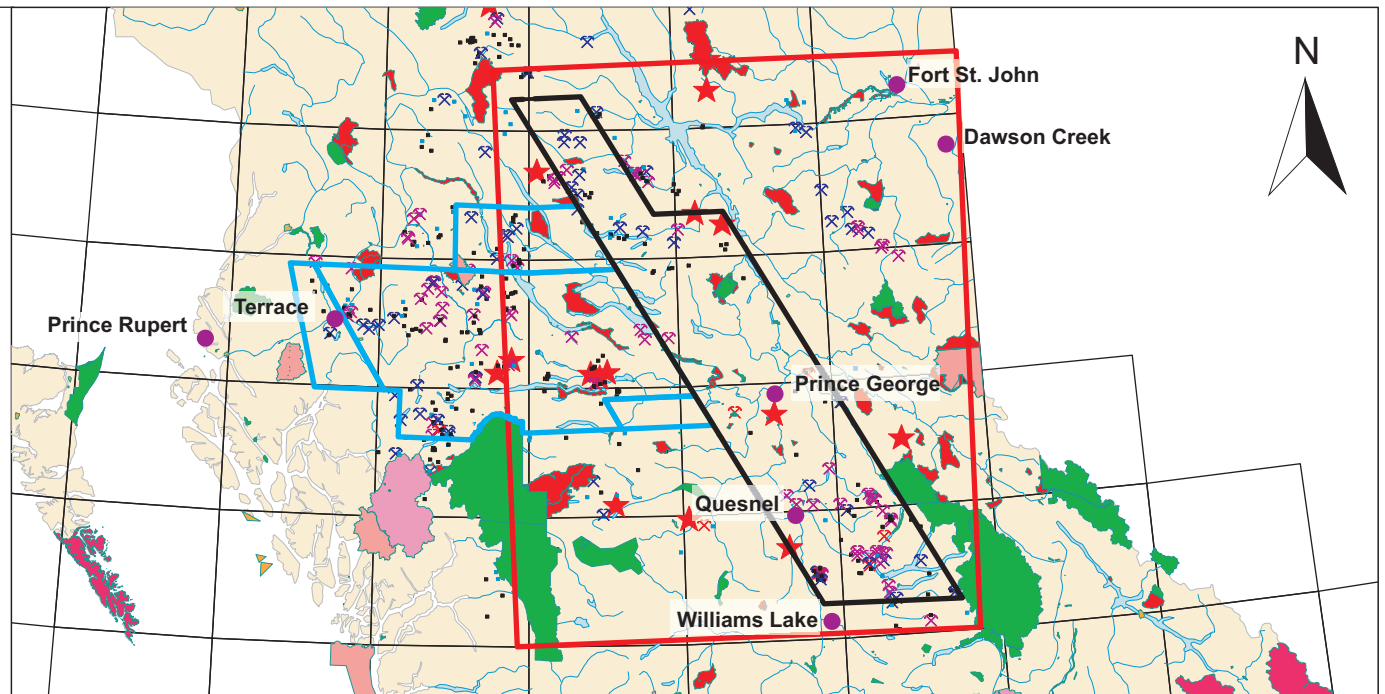 N
Fort St. John
Dawson Creek
Terrace
Prince Rupert
Prince George
Quesnel
Williams Lake